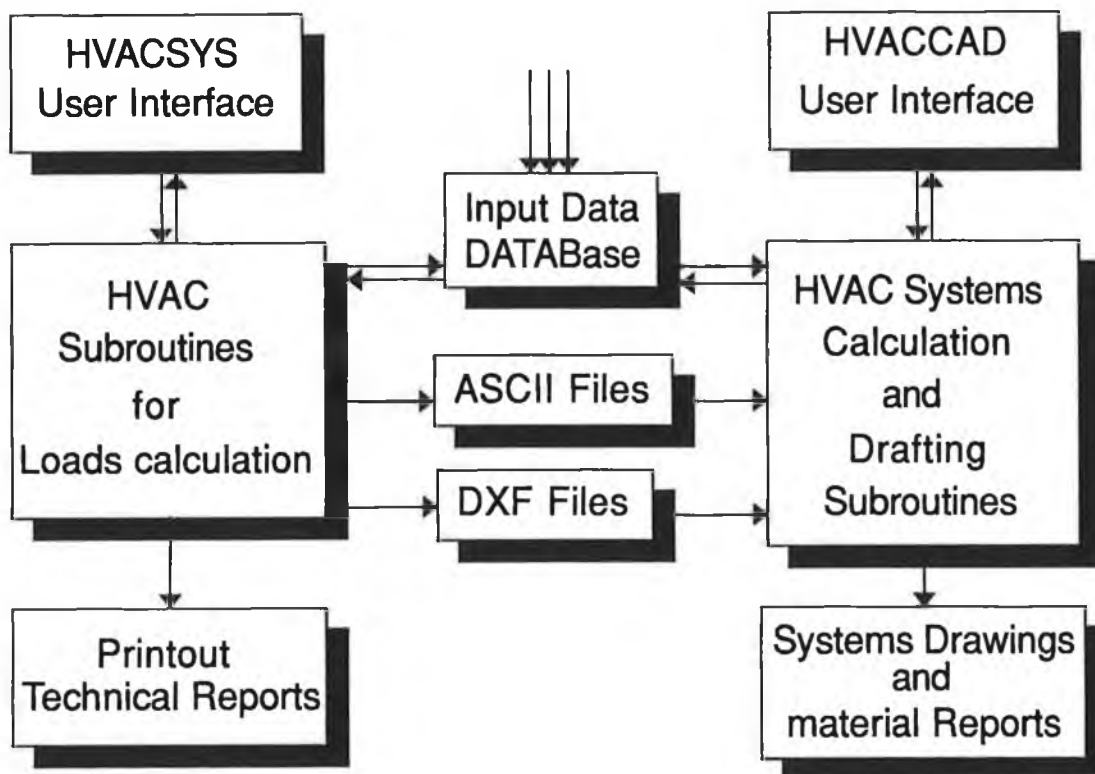 HVACSYS
User Interface
HVACCAD
User Interface
Input Data
DATABase
HVAC
Subroutines
for
Loads calculation
HVAC Systems
Calculation
and
Drafting
Subroutines
ASCII Files
DXF Files
Printout
Technical Reports
Systems Drawings
and
material Reports